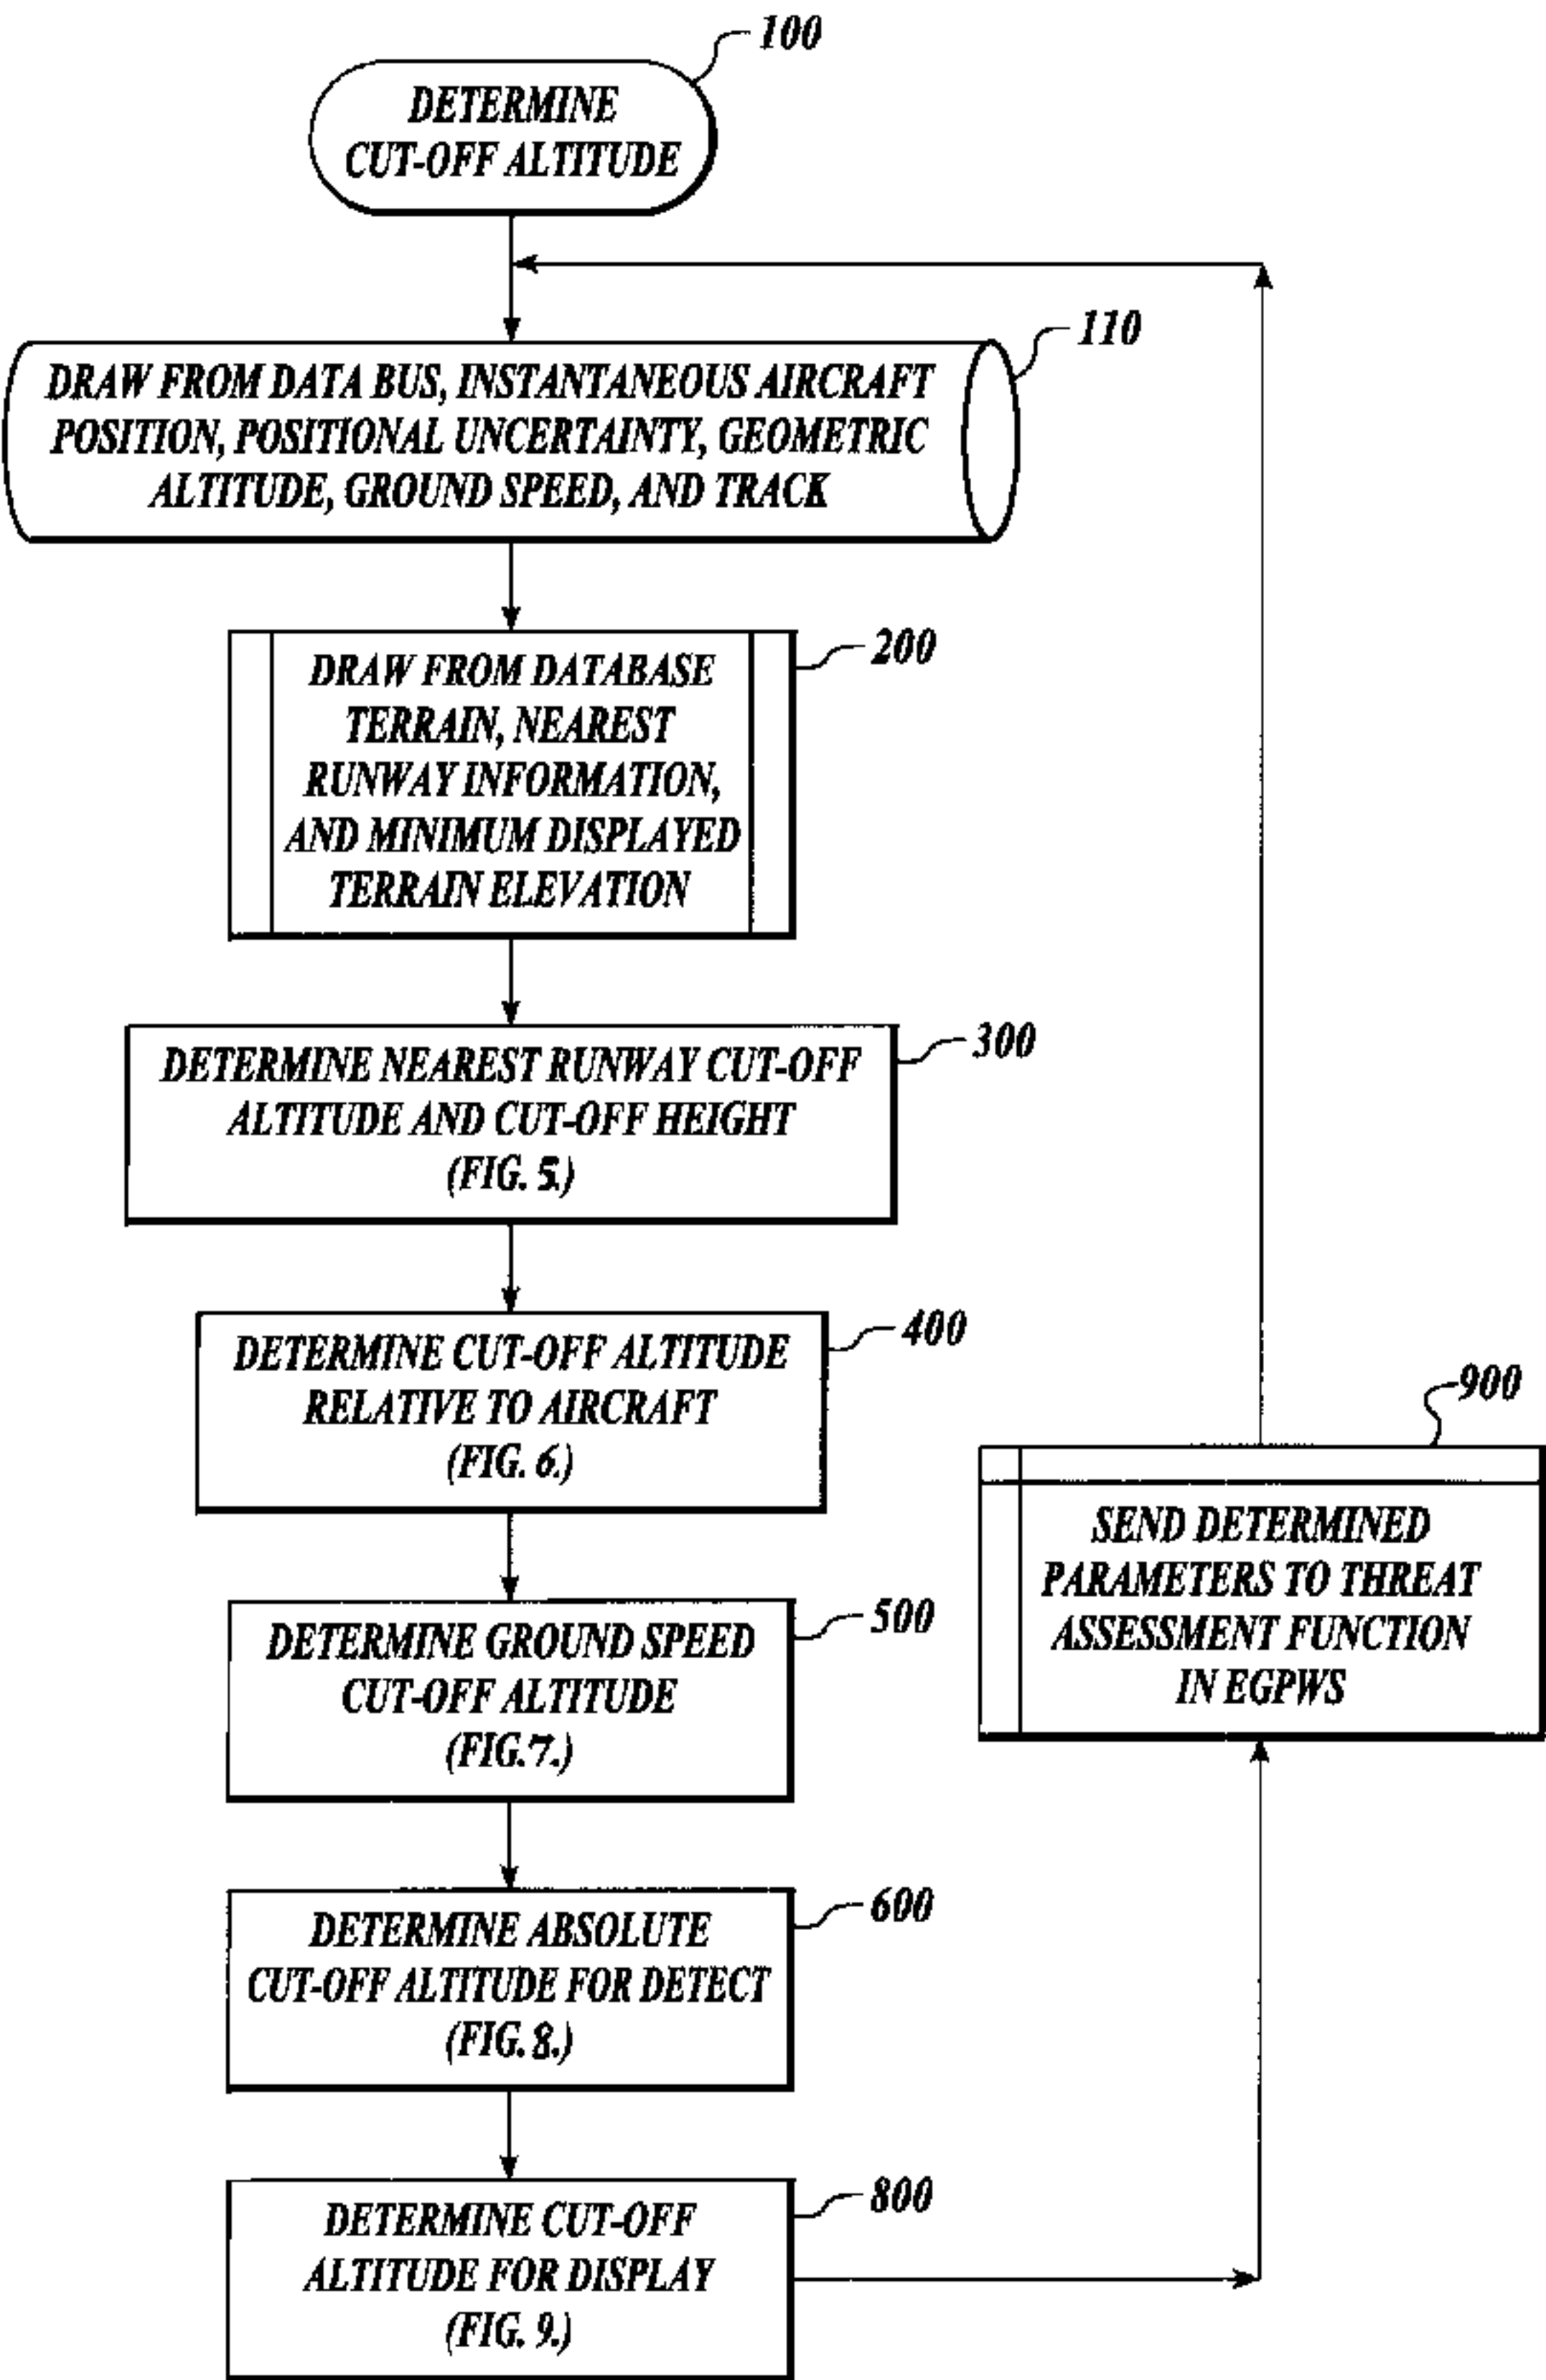 100
DETERMINE
CUT-OFF ALTITUDE
110
DRAW FROM DATA BUS, INSTANTANEOUS AIRCRAFT
POSITION, POSITIONAL UNCERTAINTY, GEOMETRIC
ALTITUDE, GROUND SPEED, AND TRACK
200
DRAW FROM DATABASE
TERRAIN, NEAREST
RUNWAY INFORMATION,
AND MINIMUM DISPLAYED
TERRAIN ELEVATION
300
DETERMINE NEAREST RUNWAY CUT-OFF
ALTITUDE AND CUT-OFF HEIGHT
(FIG. 5.)
400
DETERMINE CUT-OFF ALTITUDE
RELATIVE TO AIRCRAFT
(FIG. 6.)
500
DETERMINE GROUND SPEED
CUT-OFF ALTITUDE
(FIG.7.)
600
DETERMINE ABSOLUTE
CUT-OFF ALTITUDE FOR DETECT
(FIG. 8.)
800
DETERMINE CUT-OFF
ALTITUDE FOR DISPLAY
(FIG. 9.)
900
SEND DETERMINED
PARAMETERS TO THREAT
ASSESSMENT FUNCTION
IN EGPWS